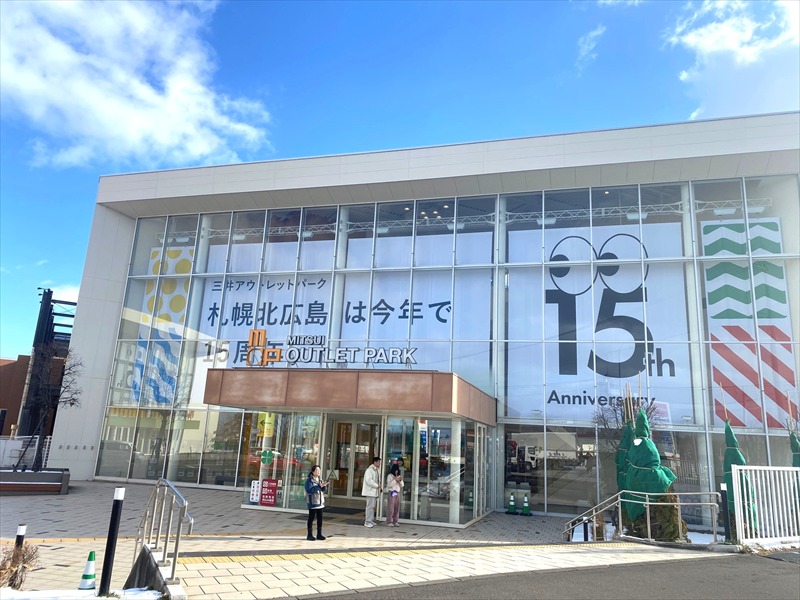 三井アウトレットパーク
札幌北広島は今年で
15周年
15th
Anniversary
MITSUI
OUTLET PARK